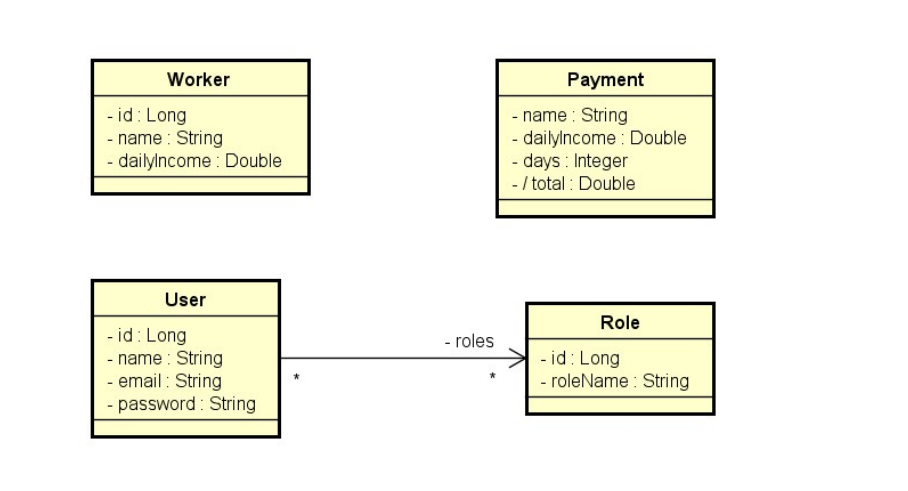 Worker
- id : Long
- name : String
- dailyIncome : Double
Payment
- name : String
- dailyIncome : Double
- days : Integer
- / total : Double
User
- id : Long
- name : String
- email : String
- password : String
- roles
*
*
Role
- id : Long
- roleName : String